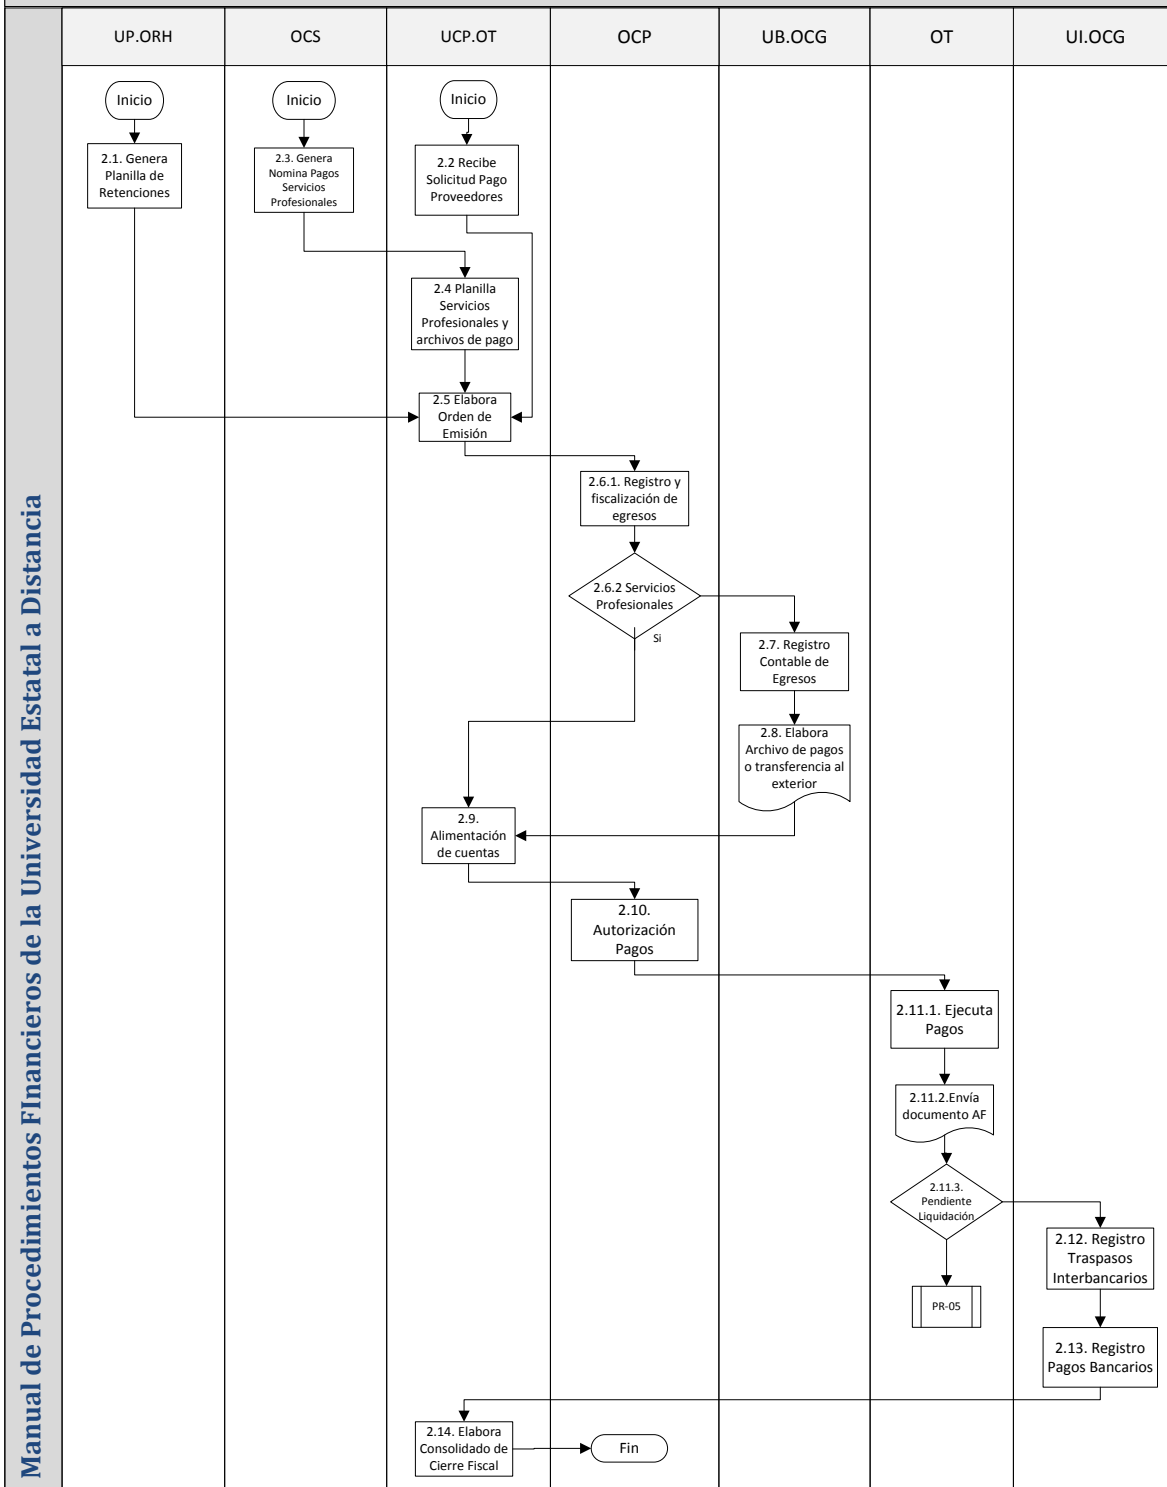 Manual de Procedimientos FInancieros de la Universidad Estatal a Distancia
UP.ORH
OCS
UCP.OT
OCP
UB.OCG
OT
UI.OCG
Inicio
Inicio
Inicio
2.1. Genera
Planilla de
Retenciones
2.3. Genera
Nomina Pagos
Servicios
Profesionales
2.2 Recibe
Solicitud Pago
Proveedores
2.4 Planilla
Servicios
Profesionales y
archivos de pago
2.5 Elabora
Orden de
Emisión
2.6.1. Registro y
fiscalización de
egresos
2.6.2 Servicios
Profesionales
Si
2.7. Registro
Contable de
Egresos
2.8. Elabora
Archivo de pagos
o transferencia al
exterior
2.9.
Alimentación
de cuentas
2.10.
Autorización
Pagos
2.11.1. Ejecuta
Pagos
2.11.2.Envía
documento AF
2.11.3.
Pendiente
Liquidación
2.12. Registro
Traspasos
Interbancarios
PR-05
2.13. Registro
Pagos Bancarios
2.14. Elabora
Consolidado de
Cierre Fiscal
Fin